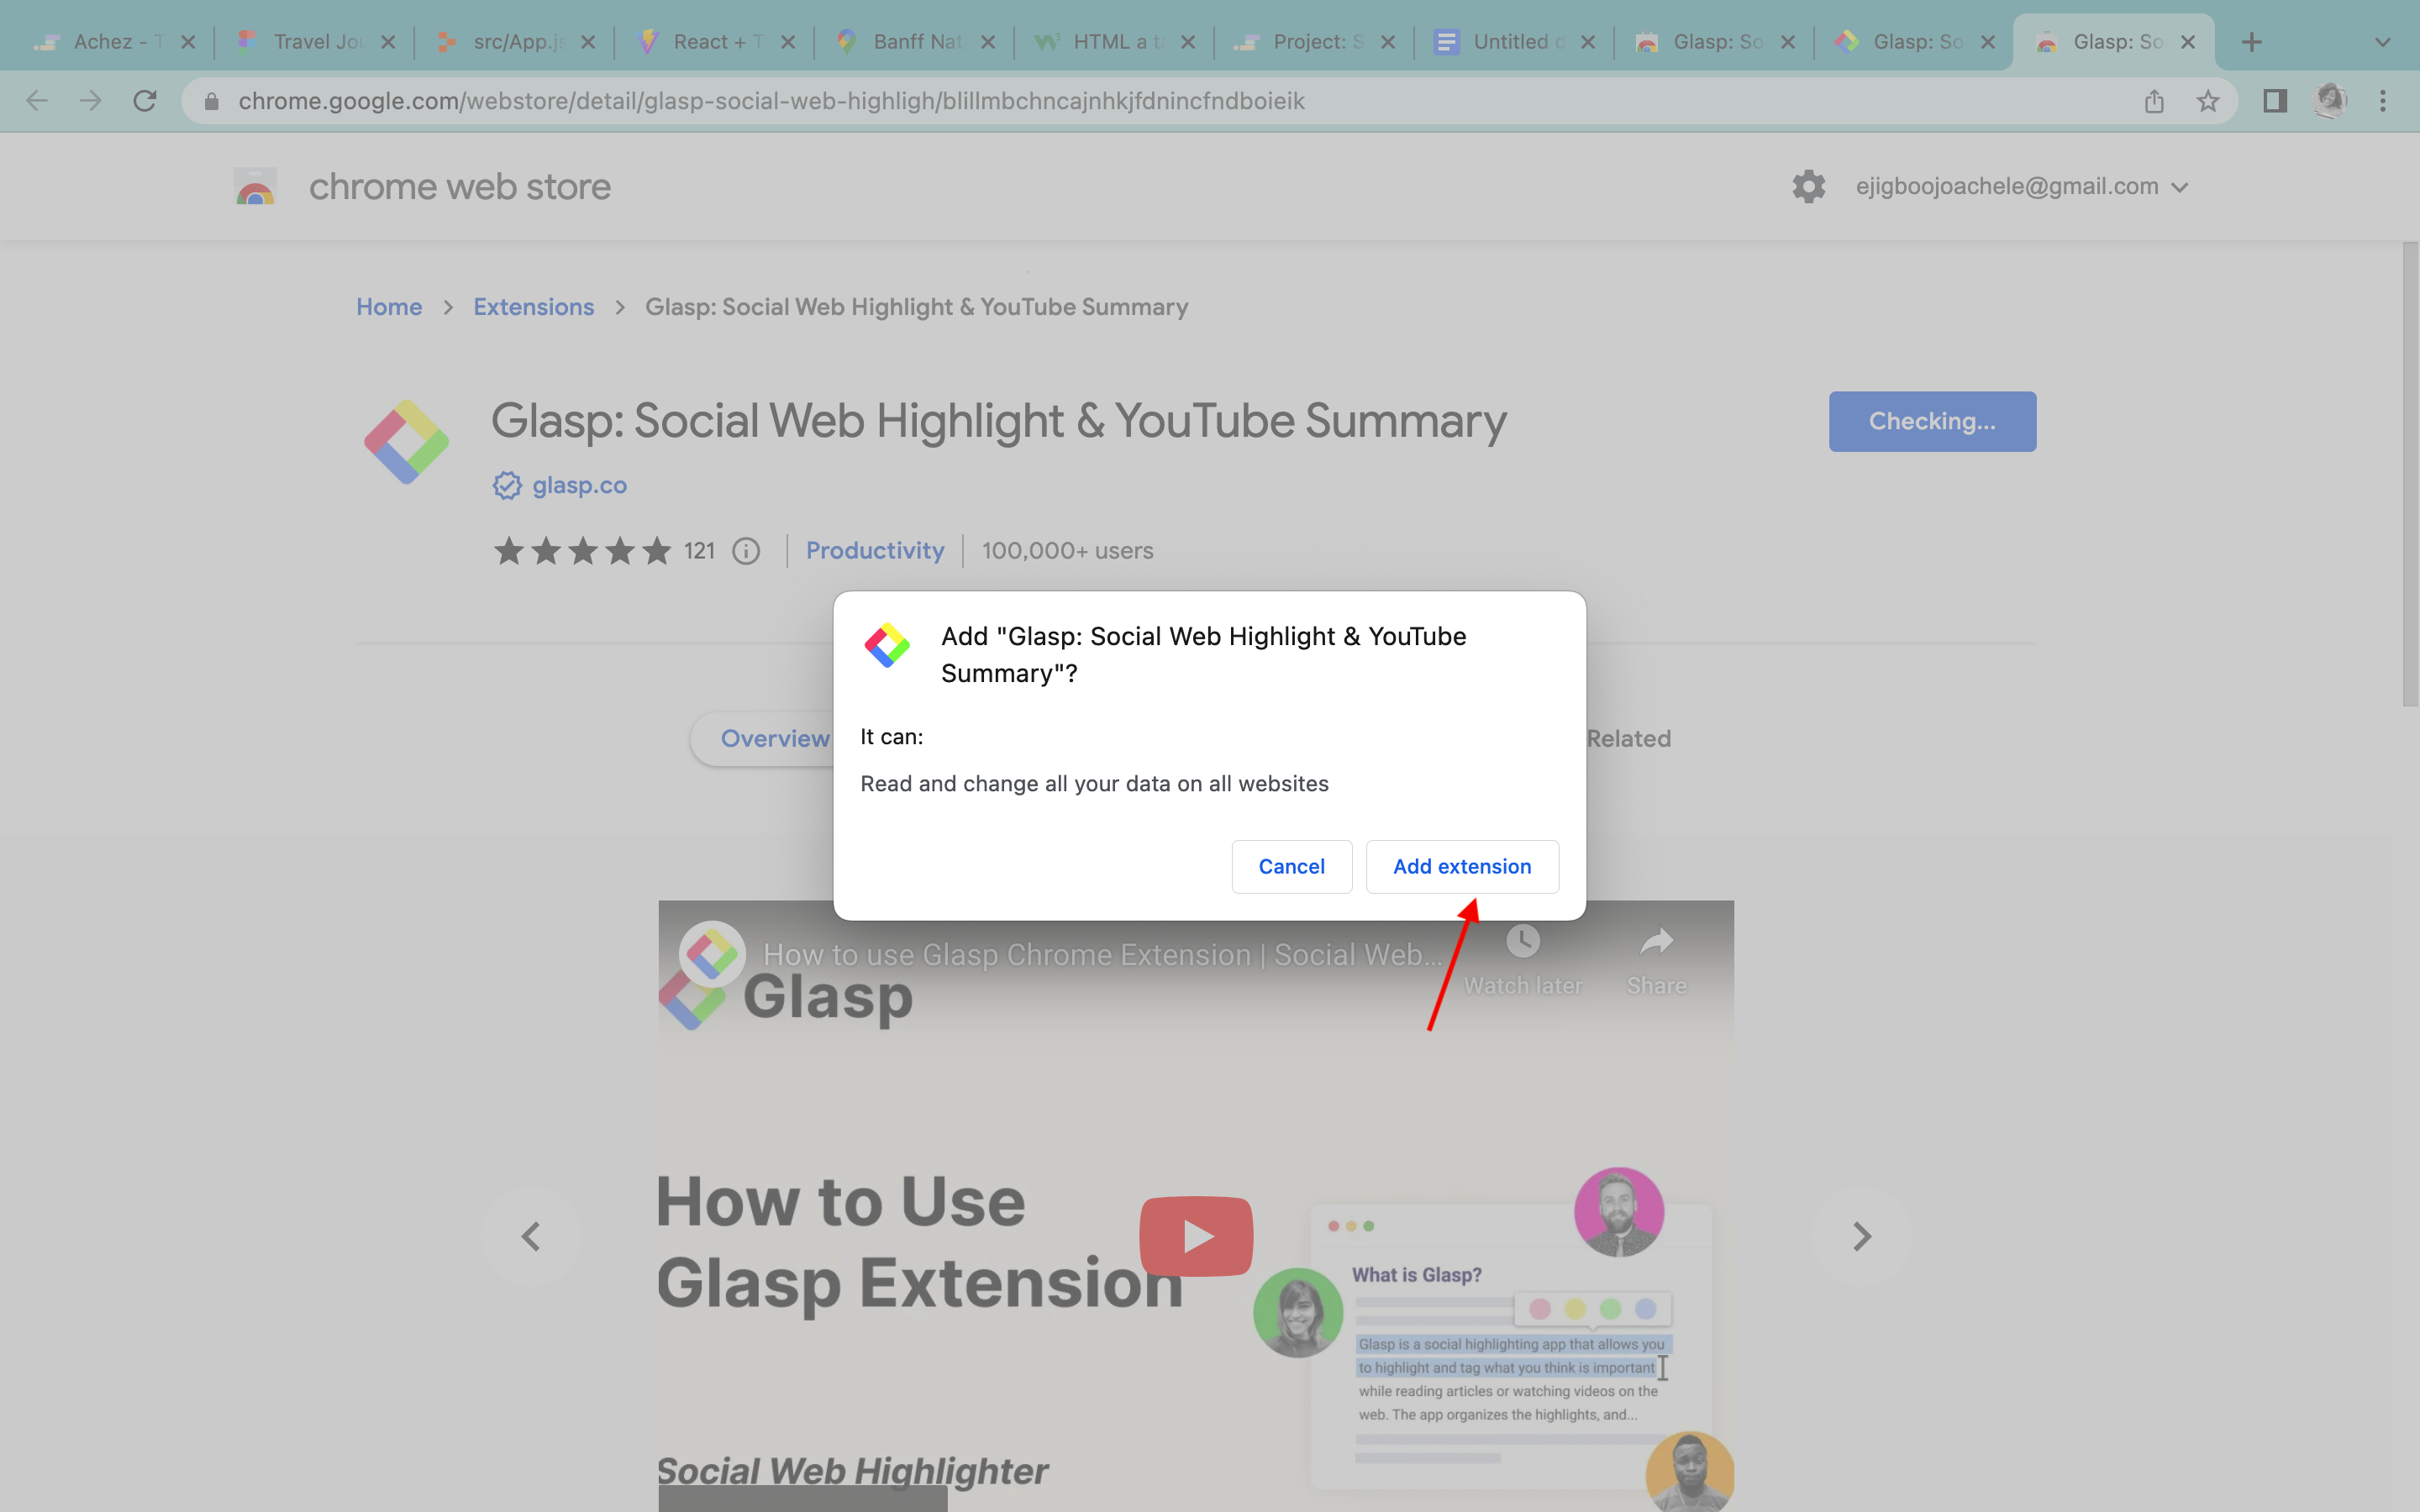 Achez - T
Travel Jou
src/App.js
React + T
Banff Nat
HTML a ta
Project: S
Untitled d
Glasp: So
Glasp: So
Glasp: So
chrome.google.com/webstore/detail/glasp-social-web-highligh/blillmbchncajnhkjfdnincfndboieik
chrome web store
ejigboojoachele@gmail.com
Home > Extensions > Glasp: Social Web Highlight & YouTube Summary
Glasp: Social Web Highlight & YouTube Summary
Checking...
glasp.co
121
Productivity
100,000+ users
Add "Glasp: Social Web Highlight & YouTube
Summary"?
It can:
Read and change all your data on all websites
Cancel
Add extension
Overview
Related
How to use Glasp Chrome Extension | Social Web...
Watch later
Share
Glasp
How to Use
Glasp Extension
What is Glasp?
Glasp is a social highlighting app that allows you
to highlight and tag what you think is important
while reading articles or watching videos on the
web. The app organizes the highlights, and...
Social Web Highlighter